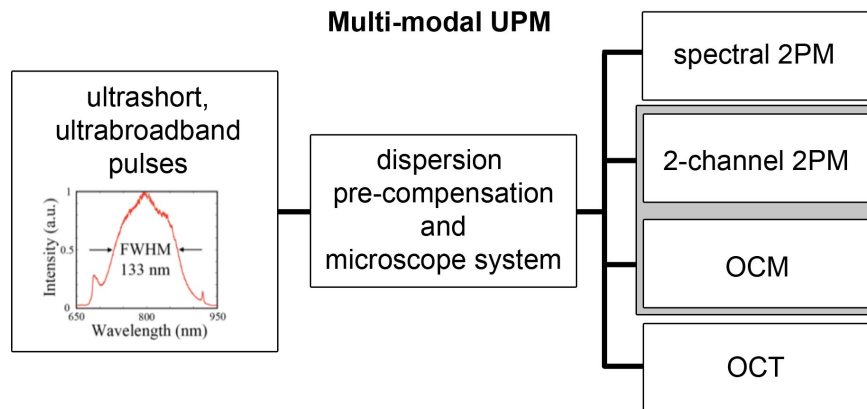 Multi-modal UPM
ultrashort,
ultrabroadband
pulses
1
0.5
0
Intensity (a.u.)
FWHM
133 nm
650
800
950
Wavelength (nm)
dispersion
pre-compensation
and
microscope system
spectral 2PM
2-channel 2PM
OCM
OCT